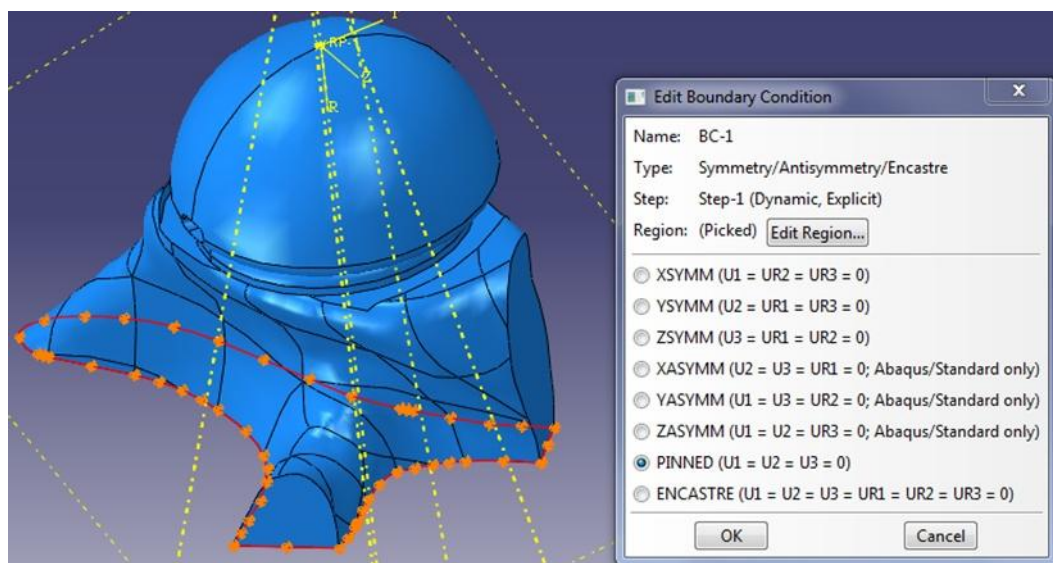 RP-
R
Edit Boundary Condition
X
Name: BC-1
Type: Symmetry/Antisymmetry/Encastre
Step: Step-1 (Dynamic, Explicit)
Region: (Picked) Edit Region...
XSYMM (U1 = UR2 = UR3 = 0)
YSYMM (U2 = UR1 = UR3 = 0)
ZSYMM (U3 = UR1 = UR2 = 0)
XASYMM (U2 = U3 = UR1 = 0; Abaqus/Standard only)
YASYMM (U1 = U3 = UR2 = 0; Abaqus/Standard only)
ZASYMM (U1 = U2 = UR3 = 0; Abaqus/Standard only)
PINNED (U1 = U2 = U3 = 0)
ENCASTRE (U1 = U2 = U3 = UR1 = UR2 = UR3 = 0)
OK Cancel